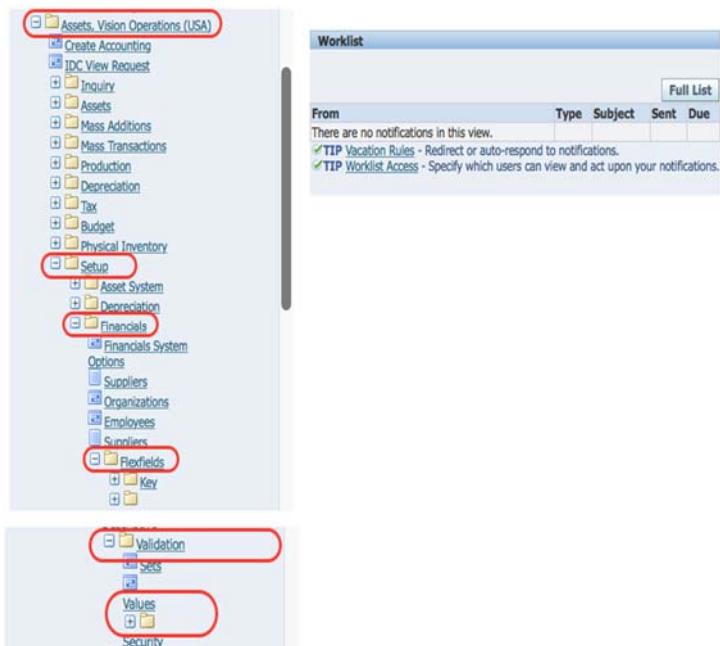 Assets, Vision Operations (USA)
Create Accounting
IDC View Request
Inquiry
Assets
Mass Additions
Mass Transactions
Production
Depreciation
Tax
Budget
Physical Inventory
Setup
Asset System
Depreciation
Financials
Financials System
Options
Suppliers
Organizations
Employees
Suppliers
Flexfields
Key
Validation
Sets
Values
Security
Worklist
Full List
From Type Subject Sent Due
There are no notifications in this view.
TIP Vacation Rules - Redirect or auto-respond to notifications.
TIP Worklist Access - Specify which users can view and act upon your notifications.